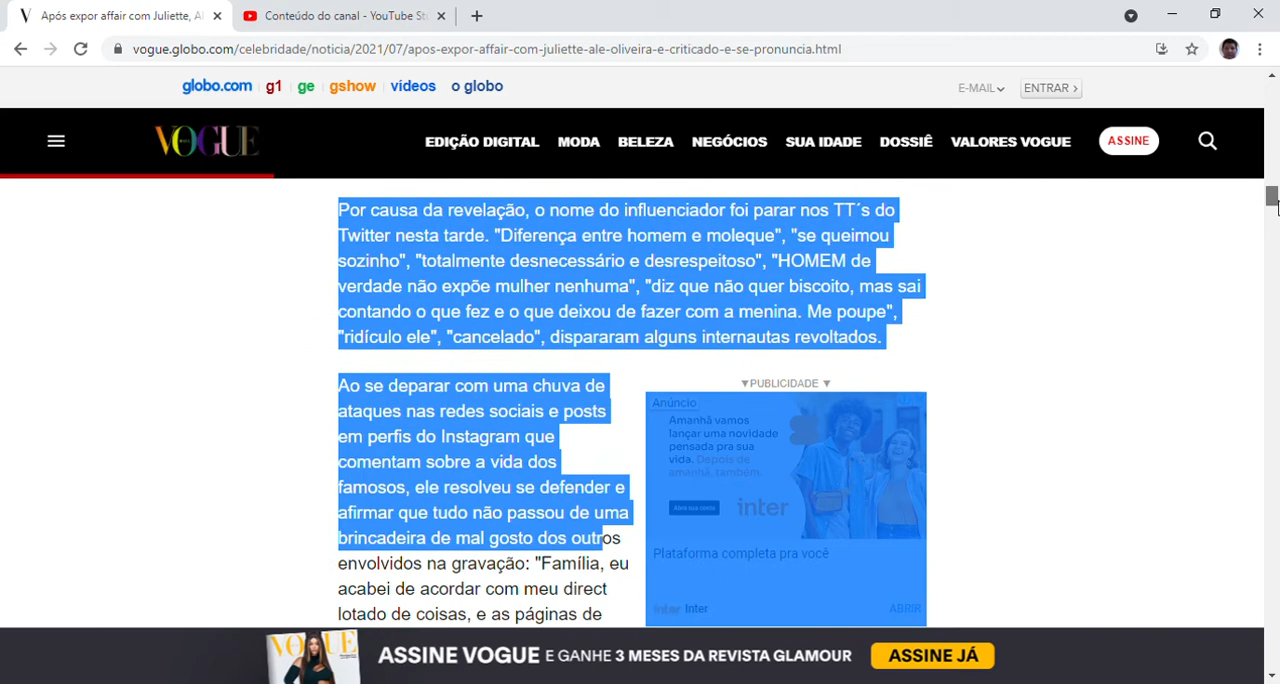 Após expor affair com Juliette, Al
Conteúdo do canal - YouTube St
vogue.globo.com/celebridade/noticia/2021/07/apos-expor-affair-com-juliette-ale-oliveira-e-criticado-e-se-pronuncia.html
globo.com g1 ge gshow vídeos o globo E-MAIL ENTRAR
VOGUE EDIÇÃO DIGITAL MODA BELEZA NEGÓCIOS SUA IDADE DOSSIÊ VALORES VOGUE ASSINE
Por causa da revelação, o nome do influenciador foi parar nos TT´s do
Twitter nesta tarde. "Diferença entre homem e moleque", "se queimou
sozinho", "totalmente desnecessário e desrespeitoso", "HOMEM de
verdade não expõe mulher nenhuma", "diz que não quer biscoito, mas sai
contando o que fez e o que deixou de fazer com a menina. Me poupe",
"ridículo ele", "cancelado", dispararam alguns internautas revoltados.
Ao se deparar com uma chuva de
ataques nas redes sociais e posts
em perfis do Instagram que
comentam sobre a vida dos
famosos, ele resolveu se defender e
afirmar que tudo não passou de uma
brincadeira de mal gosto dos outros
envolvidos na gravação: "Família, eu
acabei de acordar com meu direct
lotado de coisas, e as páginas de
▼PUBLICIDADE ▼
Anúncio
Amanhã vamos
lançar uma novidade
pensada pra sua
vida. Depois de
amanhã, também.
Abra sua conta inter
Plataforma completa pra você
inter Inter ABRIR
VOGUE
ASSINE VOGUE E GANHE 3 MESES DA REVISTA GLAMOUR ASSINE JÁ